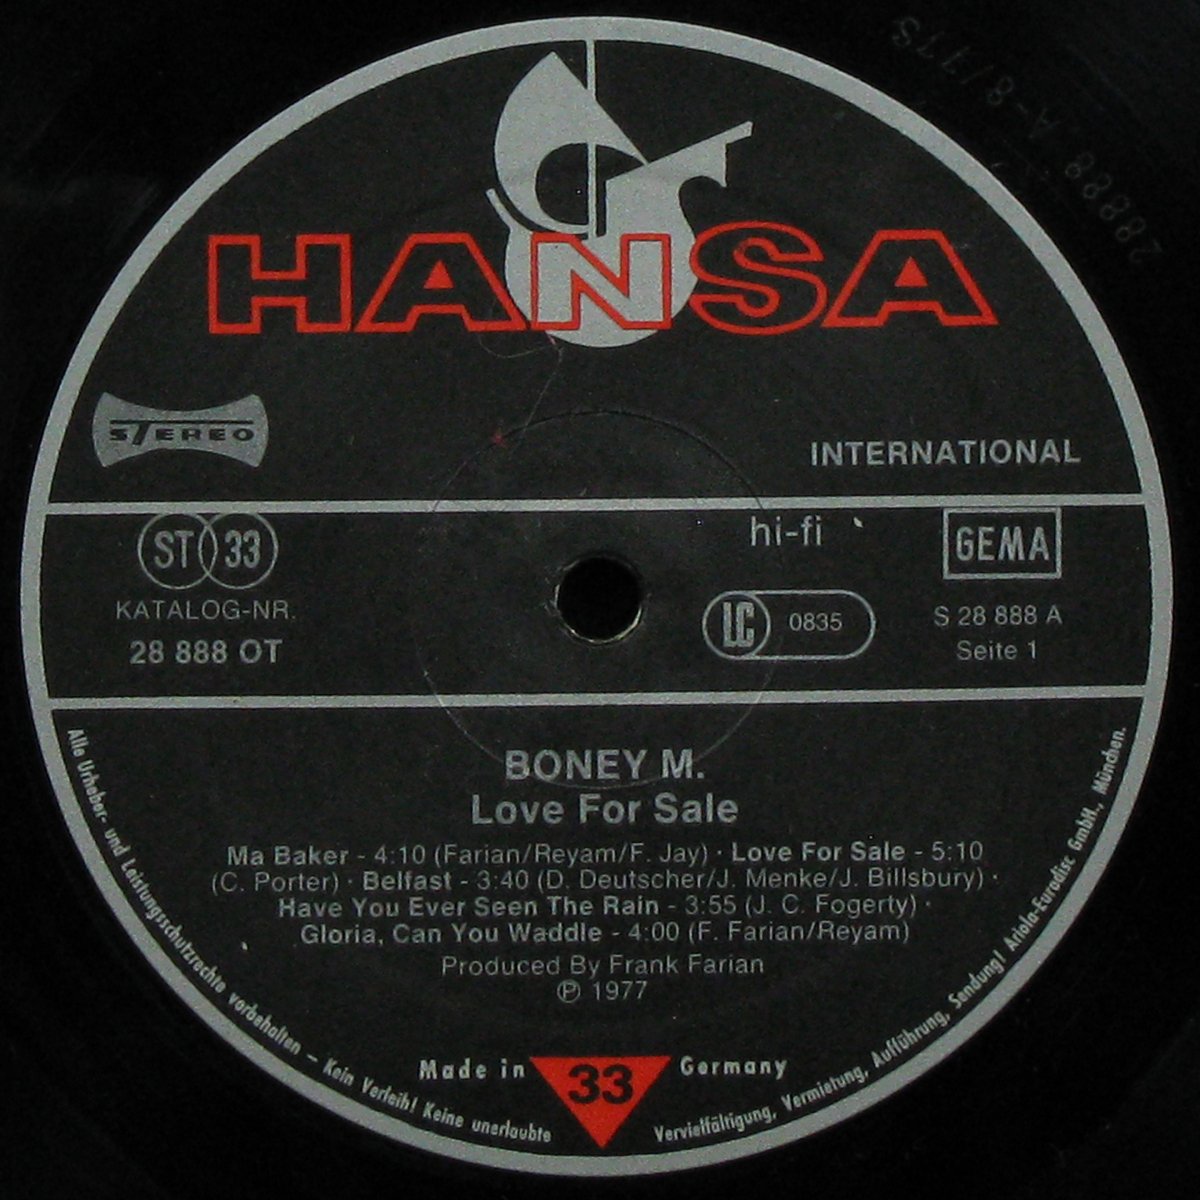 28888 A-8/77S
HANSA
STEREO
INTERNATIONAL
ST 33
hi-fi
GEMA
KATALOG-NR.
28 888 OT
LC 0835
S 28 888 A
Seite 1
BONEY M.
Love For Sale
Ma Baker - 4:10 (Farian/Reyam/F. Jay) · Love For Sale - 5:10
(C. Porter) · Belfast - 3:40 (D. Deutscher/J. Menke/J. Billsbury) ·
Have You Ever Seen The Rain - 3:55 (J. C. Fogerty) ·
Gloria, Can You Waddle - 4:00 (F. Farian/Reyam)
Produced By Frank Farian
℗ 1977
Made in 33 Germany
Alle Urheber- und Leistungsschutzrechte vorbehalten – Kein Verleih! Keine unerlaubte Vervielfältigung, Vermietung, Aufführung, Sendung! Ariola-Eurodisc GmbH., München.